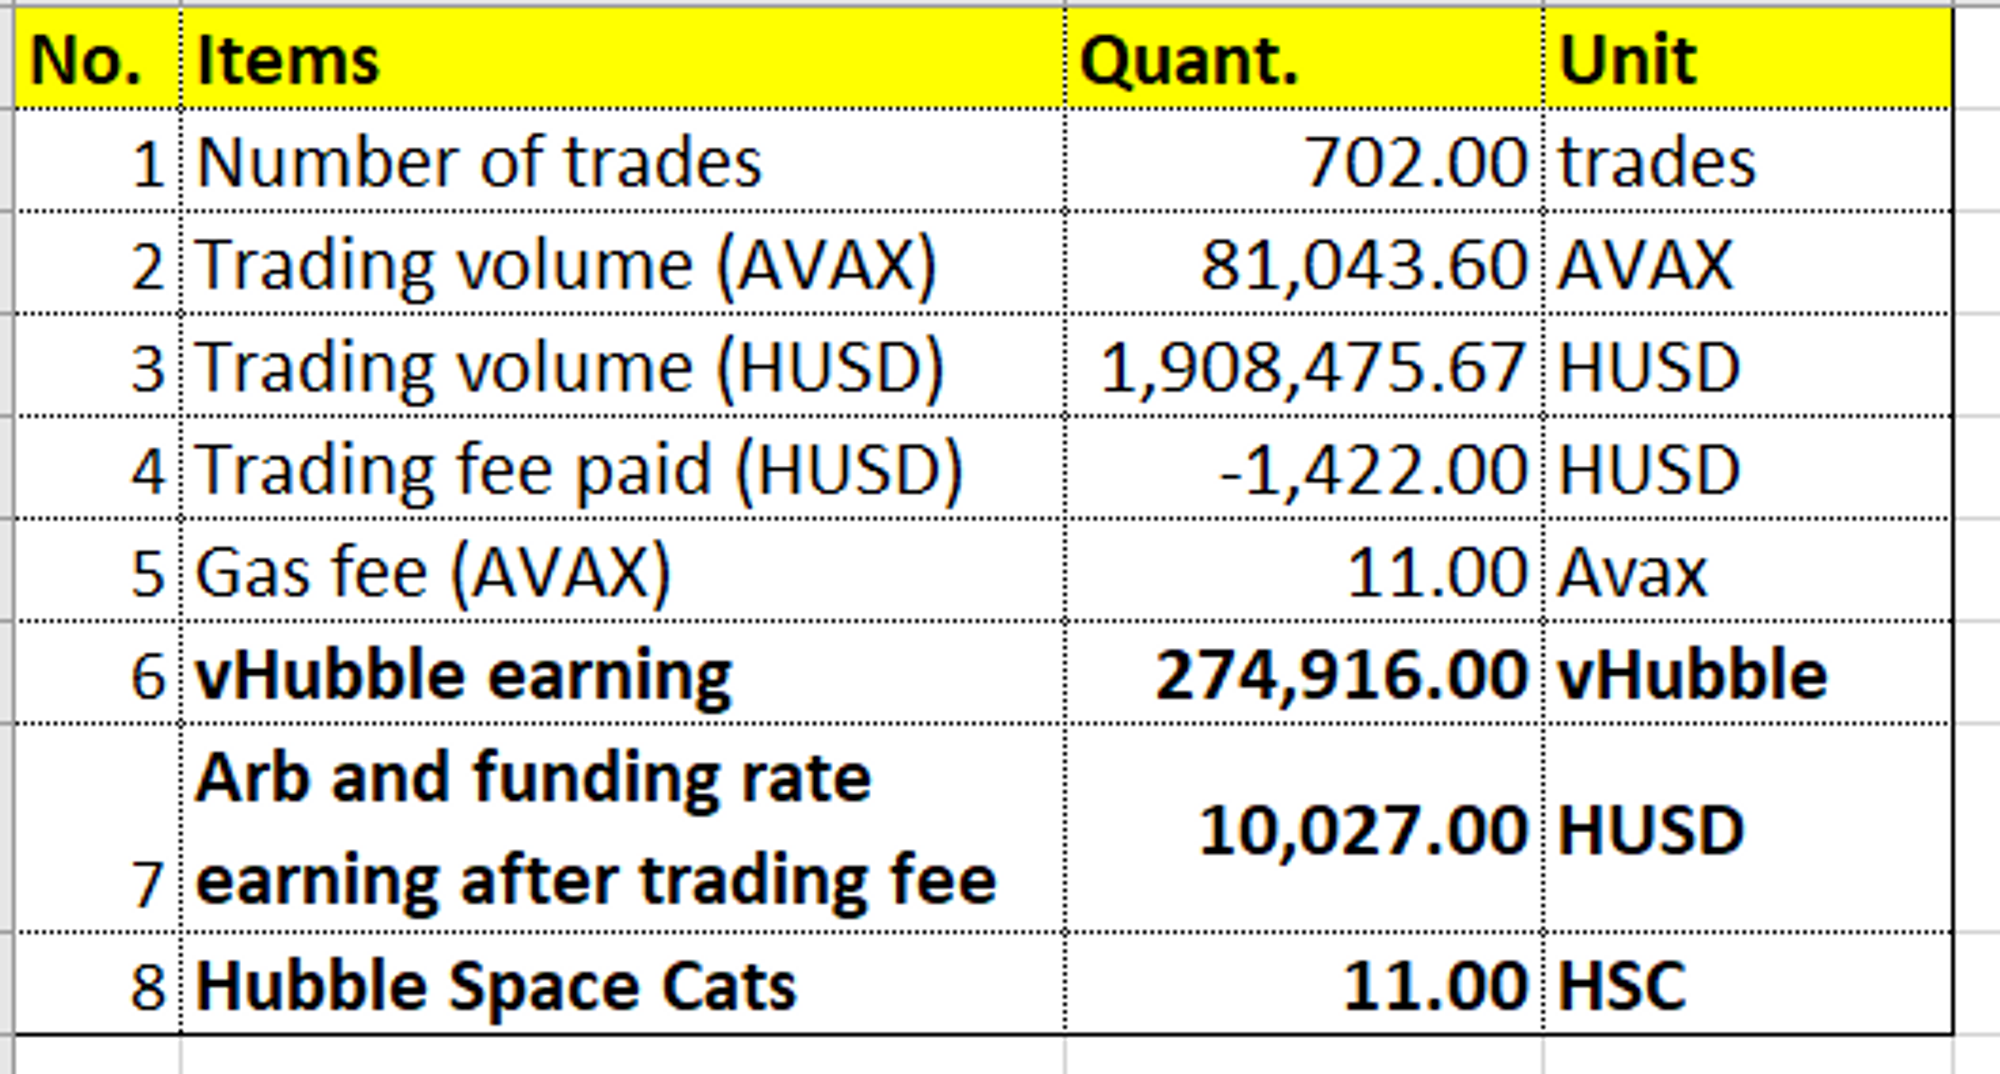 No. Items Quant. Unit
1 Number of trades 702.00 trades
2 Trading volume (AVAX) 81,043.60 AVAX
3 Trading volume (HUSD) 1,908,475.67 HUSD
4 Trading fee paid (HUSD) -1,422.00 HUSD
5 Gas fee (AVAX) 11.00 Avax
6 vHubble earning 274,916.00 vHubble
Arb and funding rate
7 earning after trading fee 10,027.00 HUSD
8 Hubble Space Cats 11.00 HSC